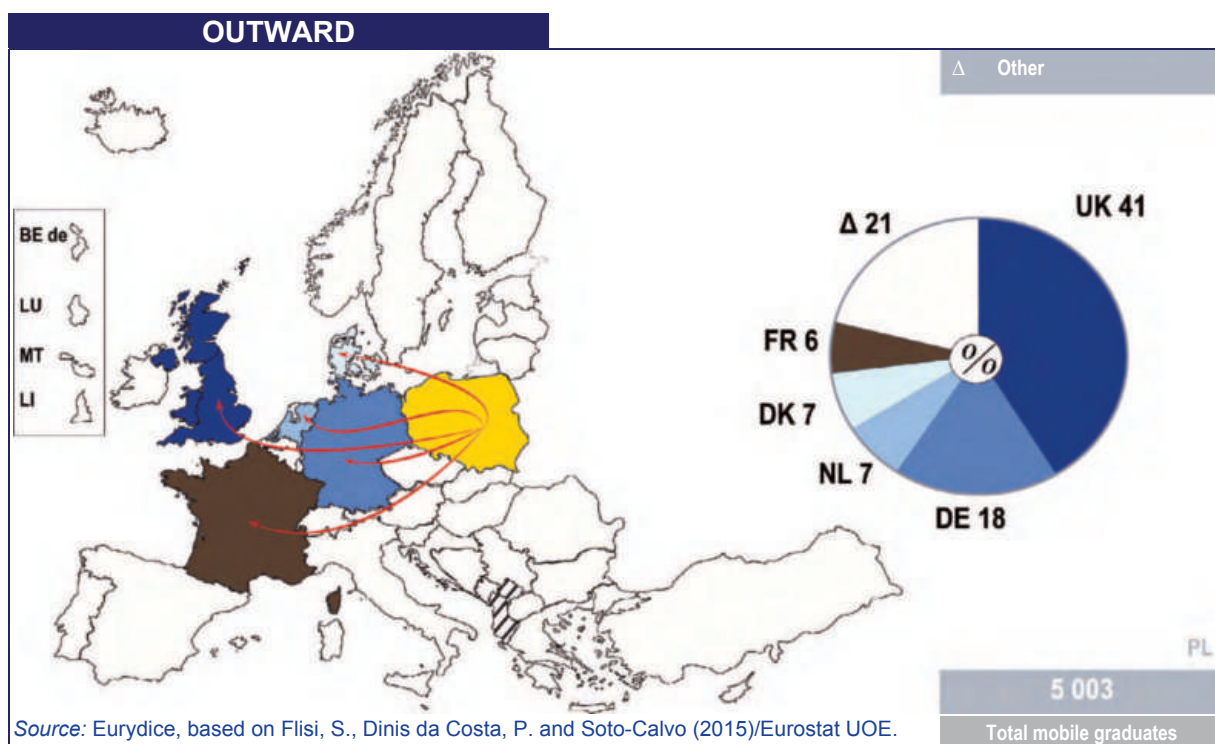 OUTWARD
Δ Other
BE de
LU
MT
LI
UK 41
Δ 21
FR 6
%
DK 7
NL 7
DE 18
PL
5 003
Total mobile graduates
Source: Eurydice, based on Flisi, S., Dinis da Costa, P. and Soto-Calvo (2015)/Eurostat UOE.